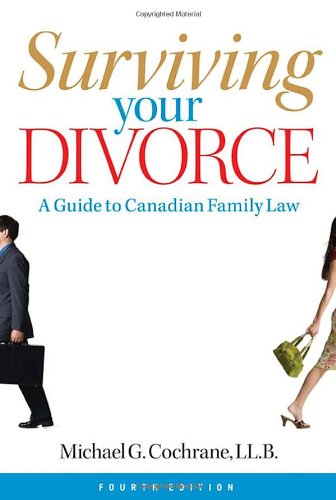 Surviving
your
DIVORCE
A Guide to Canadian Family Law
Michael G. Cochrane, LL.B.
FOURTH EDITION